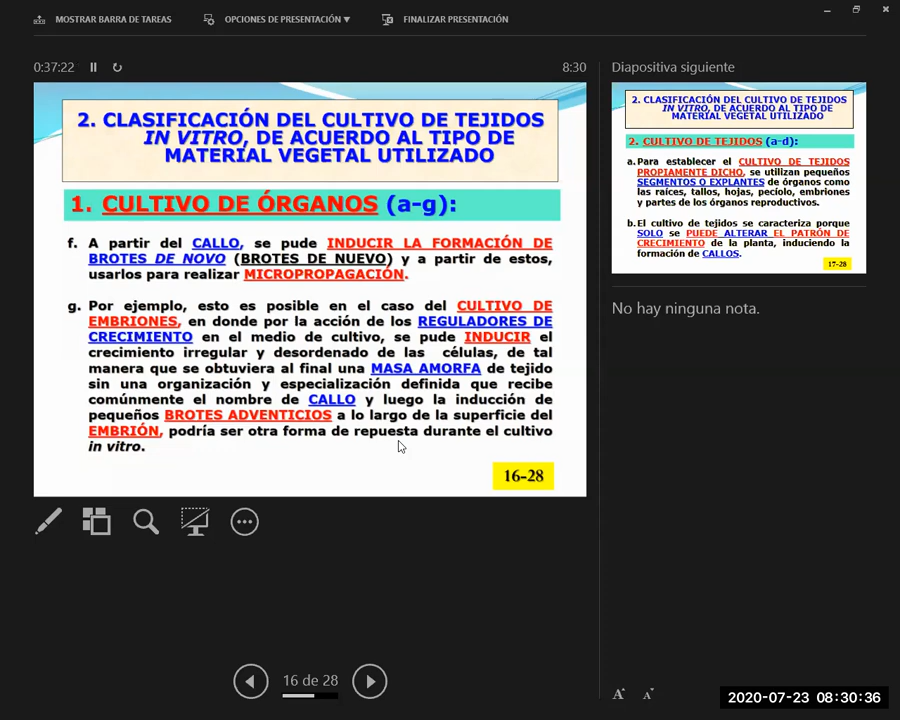 MOSTRAR BARRA DE TAREAS
OPCIONES DE PRESENTACIÓN ▼
FINALIZAR PRESENTACIÓN
0:37:22
8:30
2. CLASIFICACIÓN DEL CULTIVO DE TEJIDOS
IN VITRO, DE ACUERDO AL TIPO DE
MATERIAL VEGETAL UTILIZADO
1. CULTIVO DE ÓRGANOS (a-g):
f. A partir del CALLO, se pude INDUCIR LA FORMACIÓN DE
BROTES DE NOVO (BROTES DE NUEVO) y a partir de estos,
usarlos para realizar MICROPROPAGACIÓN.
g. Por ejemplo, esto es posible en el caso del CULTIVO DE
EMBRIONES, en donde por la acción de los REGULADORES DE
CRECIMIENTO en el medio de cultivo, se pude INDUCIR el
crecimiento irregular y desordenado de las células, de tal
manera que se obtuviera al final una MASA AMORFA de tejido
sin una organización y especialización definida que recibe
comúnmente el nombre de CALLO y luego la inducción de
pequeños BROTES ADVENTICIOS a lo largo de la superficie del
EMBRIÓN, podría ser otra forma de repuesta durante el cultivo
in vitro.
16-28
16 de 28
Diapositiva siguiente
2. CLASIFICACIÓN DEL CULTIVO DE TEJIDOS
IN VITRO, DE ACUERDO AL TIPO DE
MATERIAL VEGETAL UTILIZADO
2. CULTIVO DE TEJIDOS (a-d):
a. Para establecer el CULTIVO DE TEJIDOS
PROPIAMENTE DICHO, se utilizan pequeños
SEGMENTOS O EXPLANTES de órganos como
las raíces, tallos, hojas, pecíolo, embriones
y partes de los órganos reproductivos.
b. El cultivo de tejidos se caracteriza porque
SOLO se PUEDE ALTERAR EL PATRÓN DE
CRECIMIENTO de la planta, induciendo la
formación de CALLOS.
17-28
No hay ninguna nota.
A A
2020-07-23 08:30:36